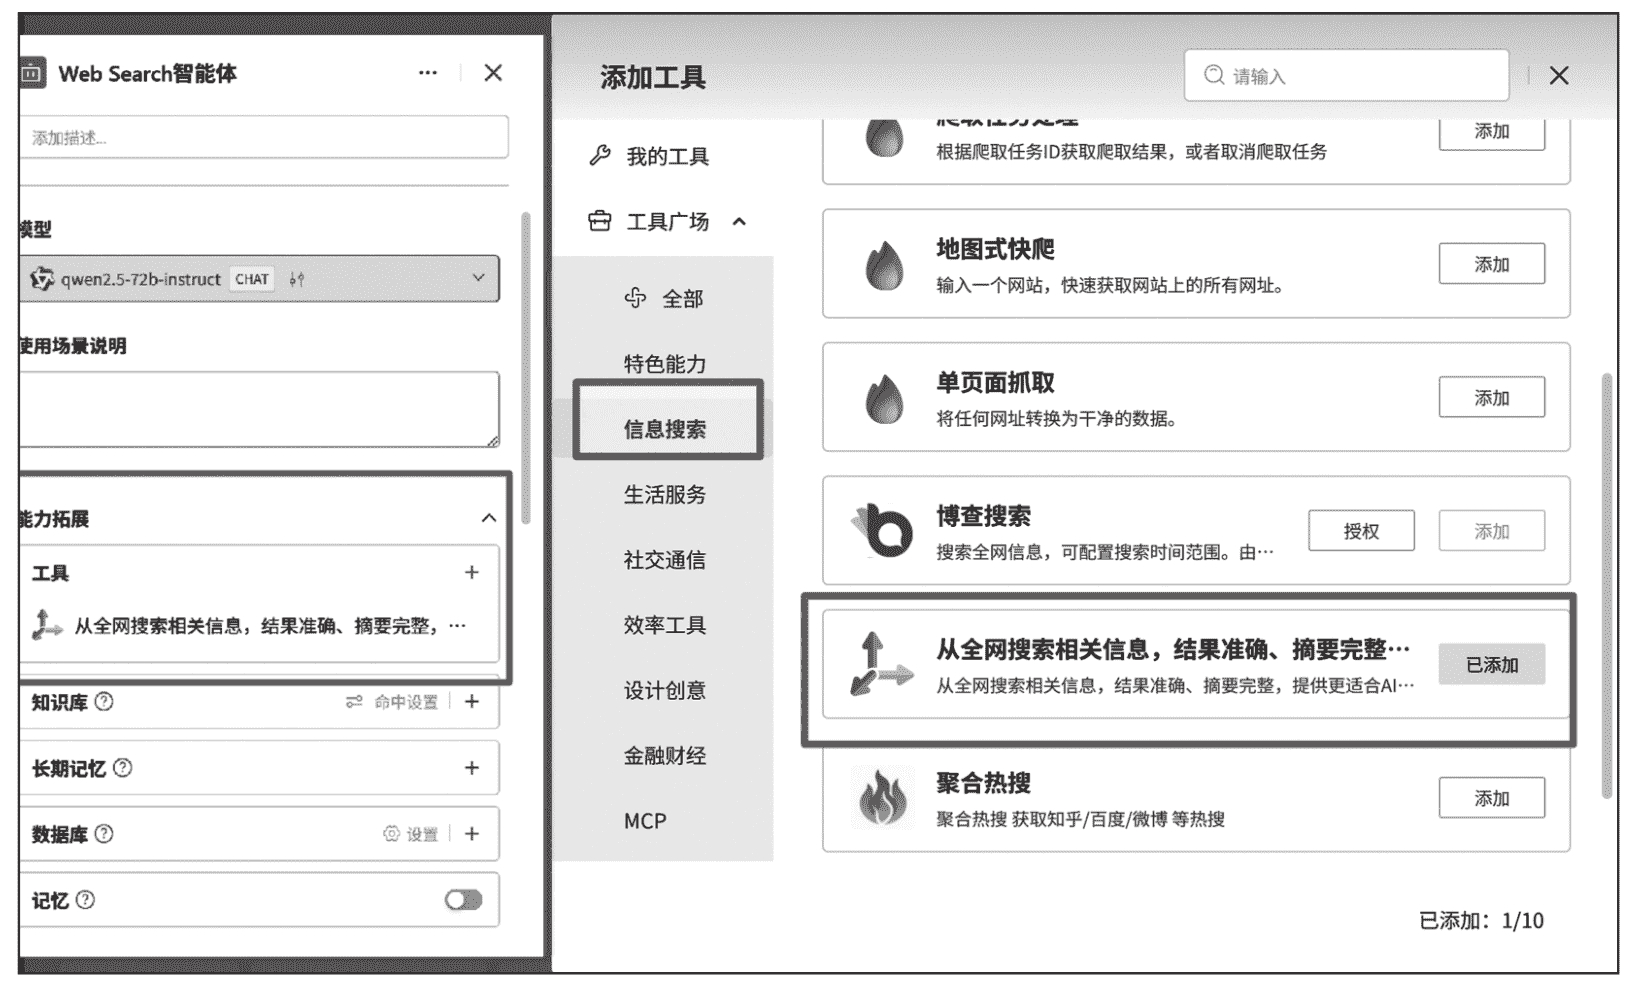 Web Search智能体
添加描述...
模型
qwen2.5-72b-instruct CHAT
使用场景说明
能力拓展
工具
从全网搜索相关信息，结果准确、摘要完整，…
知识库 命中设置
长期记忆
数据库 设置
记忆
添加工具
请输入
我的工具
工具广场
全部
特色能力
信息搜索
生活服务
社交通信
效率工具
设计创意
金融财经
MCP
爬取任务处理
根据爬取任务ID获取爬取结果，或者取消爬取任务
添加
地图式快爬
输入一个网站，快速获取网站上的所有网址。
添加
单页面抓取
将任何网址转换为干净的数据。
添加
博查搜索
搜索全网信息，可配置搜索时间范围。由…
授权 添加
从全网搜索相关信息，结果准确、摘要完整…
从全网搜索相关信息，结果准确、摘要完整，提供更适合AI…
已添加
聚合热搜
聚合热搜 获取知乎/百度/微博 等热搜
添加
已添加：1/10